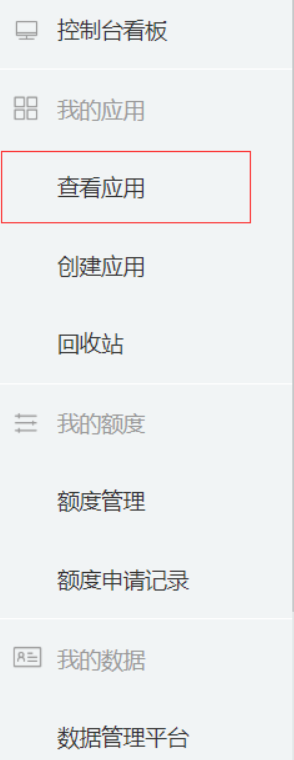 控制台看板
我的应用
查看应用
创建应用
回收站
我的额度
额度管理
额度申请记录
我的数据
数据管理平台